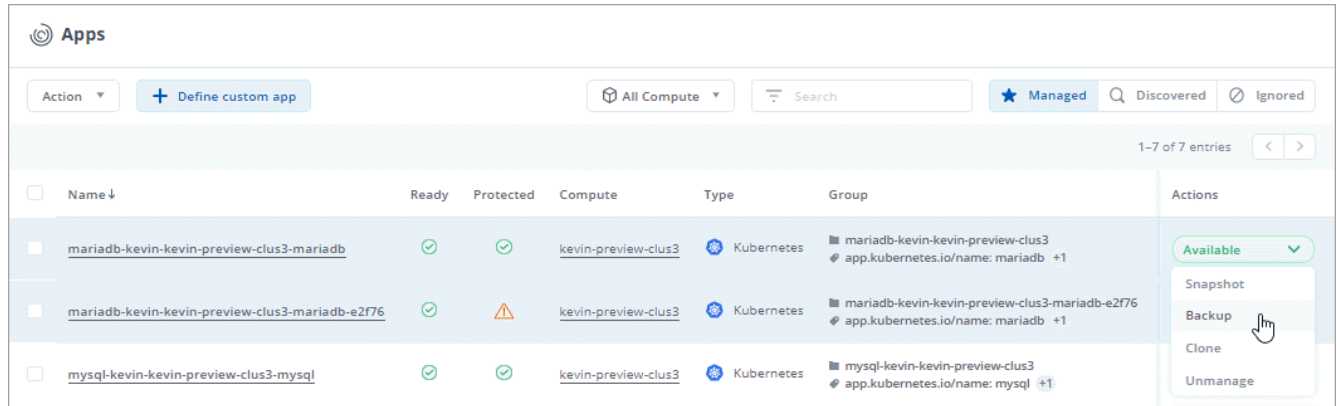 Apps
Action
+ Define custom app
All Compute
Search
Managed
Discovered
Ignored
1–7 of 7 entries
Name↓ Ready Protected Compute Type Group Actions
mariadb-kevin-kevin-preview-clus3-mariadb kevin-preview-clus3 Kubernetes mariadb-kevin-kevin-preview-clus3 Available
app.kubernetes.io/name: mariadb +1
Snapshot
mariadb-kevin-kevin-preview-clus3-mariadb-e2f76 kevin-preview-clus3 Kubernetes mariadb-kevin-kevin-preview-clus3-mariadb-e2f76 Backup
app.kubernetes.io/name: mariadb +1
Clone
mysql-kevin-kevin-preview-clus3-mysql kevin-preview-clus3 Kubernetes mysql-kevin-kevin-preview-clus3
app.kubernetes.io/name: mysql +1
Unmanage